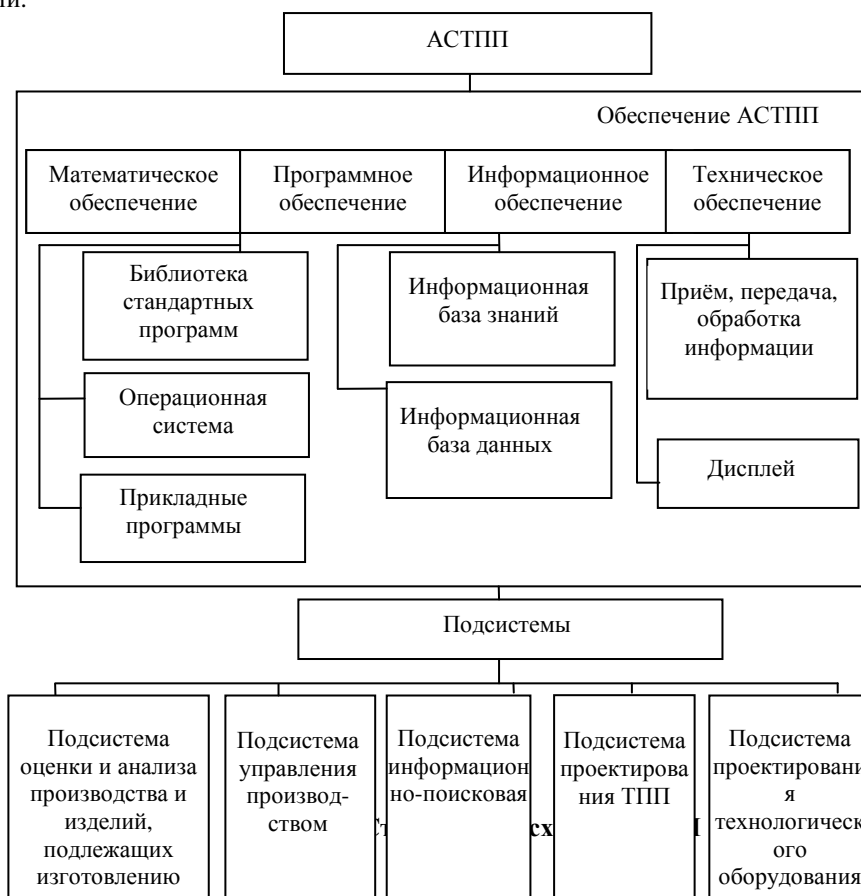 АСТПП
Обеспечение АСТПП
Математическое
обеспечение
Программное
обеспечение
Информационное
обеспечение
Техническое
обеспечение
Библиотека
стандартных
программ
Операционная
система
Прикладные
программы
Информационная
база знаний
Информационная
база данных
Приём, передача,
обработка
информации
Дисплей
Подсистемы
Подсистема
оценки и анализа
производства и
изделий,
подлежащих
изготовлению
Подсистема
управления
производ-
ством
Подсистема
информацион
но-поисковая
Подсистема
проектирова
ния ТПП
Подсистема
проектировани
я
технологическ
ого
оборудования